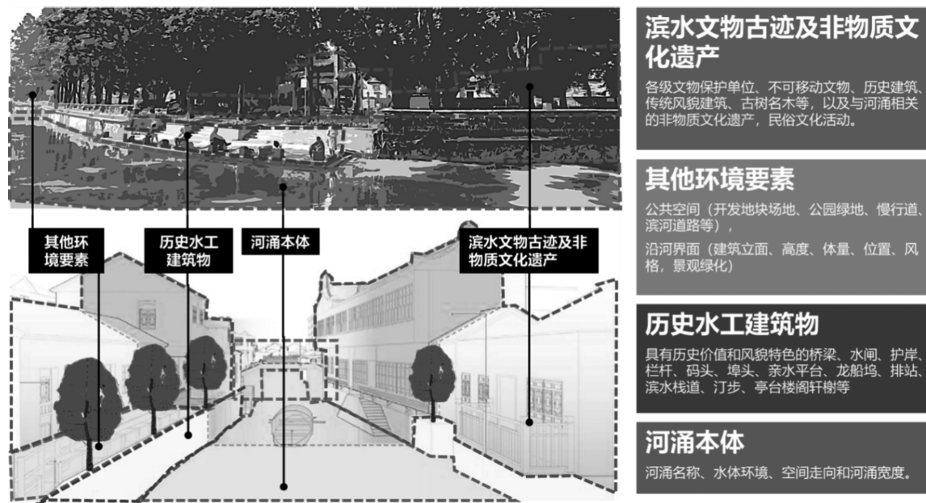 其他环
境要素
历史水工
建筑物
河涌本体
滨水文物古迹及非
物质文化遗产
滨水文物古迹及非物质文
化遗产
各级文物保护单位、不可移动文物、历史建筑、
传统风貌建筑、古树名木等，以及与河涌相关
的非物质文化遗产，民俗文化活动。
其他环境要素
公共空间（开发地块场地、公园绿地、慢行道、
滨河道路等），
沿河界面（建筑立面、高度、体量、位置、风
格，景观绿化）
历史水工建筑物
具有历史价值和风貌特色的桥梁、水闸、护岸、
栏杆、码头、埠头、亲水平台、龙船坞、排站、
滨水栈道、汀步、亭台楼阁轩榭等
河涌本体
河涌名称、水体环境、空间走向和河涌宽度。